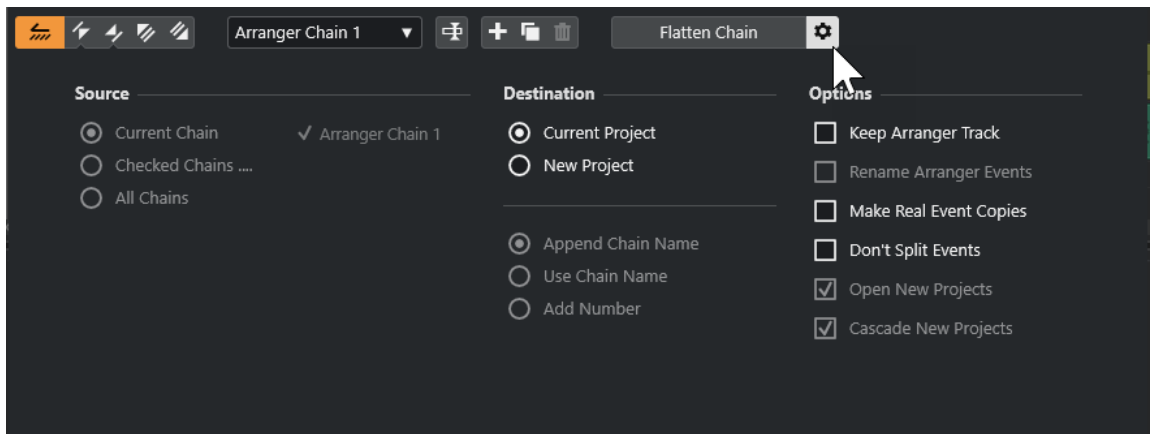 Arranger Chain 1
Flatten Chain
Source
Current Chain
Arranger Chain 1
Checked Chains ....
All Chains
Destination
Current Project
New Project
Append Chain Name
Use Chain Name
Add Number
Options
Keep Arranger Track
Rename Arranger Events
Make Real Event Copies
Don't Split Events
Open New Projects
Cascade New Projects